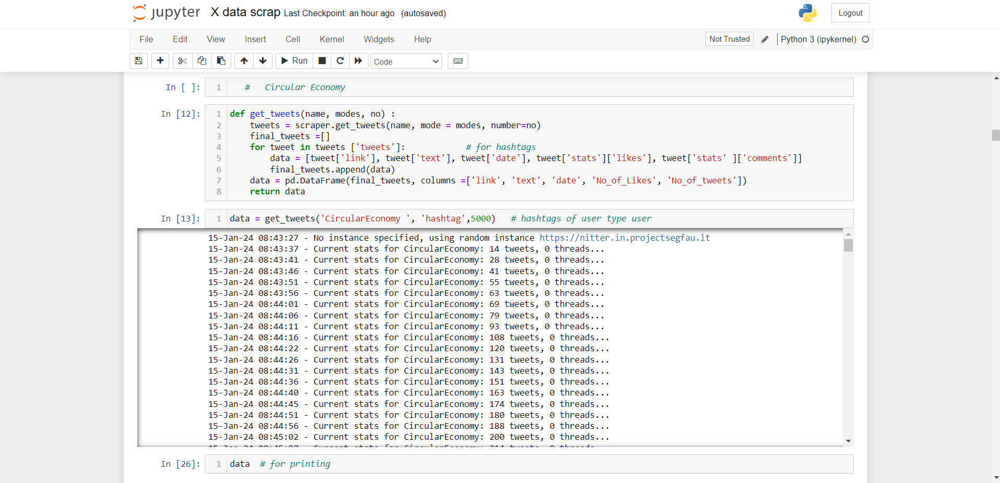 jupyter X data scrap Last Checkpoint: an hour ago (autosaved) Logout
File Edit View Insert Cell Kernel Widgets Help Not Trusted Python 3 (ipykernel)
Run Code
In [ ]: 1 # Circular Economy
In [12]: 1 def get_tweets(name, modes, no) :
2 tweets = scraper.get_tweets(name, mode = modes, number=no)
3 final_tweets =[]
4 for tweet in tweets ['tweets']: # for hashtags
5 data = [tweet['link'], tweet['text'], tweet['date'], tweet['stats']['likes'], tweet['stats' ]['comments']]
6 final_tweets.append(data)
7 data = pd.DataFrame(final_tweets, columns =['link', 'text', 'date', 'No_of_Likes', 'No_of_tweets'])
8 return data
In [13]: 1 data = get_tweets('CircularEconomy ', 'hashtag',5000) # hashtags of user type user
15-Jan-24 08:43:27 - No instance specified, using random instance https://nitter.in.projectsegfau.lt
15-Jan-24 08:43:37 - Current stats for CircularEconomy: 14 tweets, 0 threads...
15-Jan-24 08:43:41 - Current stats for CircularEconomy: 28 tweets, 0 threads...
15-Jan-24 08:43:46 - Current stats for CircularEconomy: 41 tweets, 0 threads...
15-Jan-24 08:43:51 - Current stats for CircularEconomy: 55 tweets, 0 threads...
15-Jan-24 08:43:56 - Current stats for CircularEconomy: 63 tweets, 0 threads...
15-Jan-24 08:44:01 - Current stats for CircularEconomy: 69 tweets, 0 threads...
15-Jan-24 08:44:06 - Current stats for CircularEconomy: 79 tweets, 0 threads...
15-Jan-24 08:44:11 - Current stats for CircularEconomy: 93 tweets, 0 threads...
15-Jan-24 08:44:16 - Current stats for CircularEconomy: 108 tweets, 0 threads...
15-Jan-24 08:44:22 - Current stats for CircularEconomy: 120 tweets, 0 threads...
15-Jan-24 08:44:26 - Current stats for CircularEconomy: 131 tweets, 0 threads...
15-Jan-24 08:44:31 - Current stats for CircularEconomy: 143 tweets, 0 threads...
15-Jan-24 08:44:36 - Current stats for CircularEconomy: 151 tweets, 0 threads...
15-Jan-24 08:44:40 - Current stats for CircularEconomy: 163 tweets, 0 threads...
15-Jan-24 08:44:45 - Current stats for CircularEconomy: 174 tweets, 0 threads...
15-Jan-24 08:44:51 - Current stats for CircularEconomy: 180 tweets, 0 threads...
15-Jan-24 08:44:56 - Current stats for CircularEconomy: 188 tweets, 0 threads...
15-Jan-24 08:45:02 - Current stats for CircularEconomy: 200 tweets, 0 threads...
In [26]: 1 data # for printing